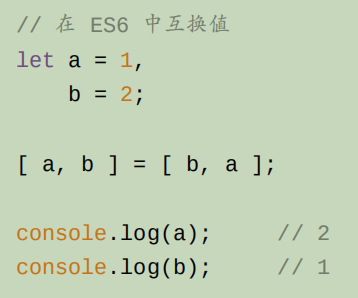 // 在 ES6 中互换值
let a = 1,
    b = 2;
[ a, b ] = [ b, a ];
console.log(a);     // 2
console.log(b);     // 1